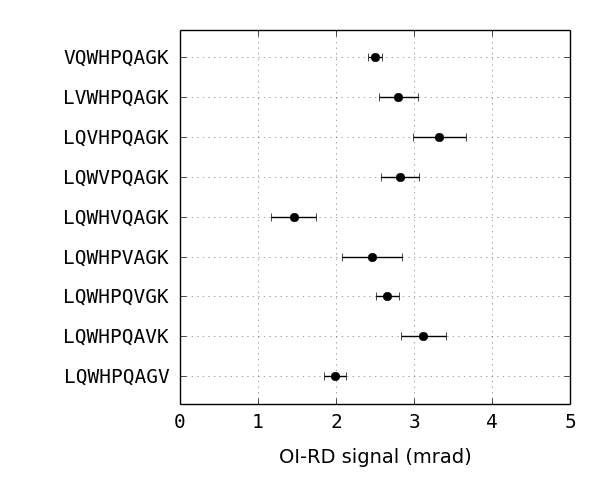 VQWHPQAGK
LVWHPQAGK
LQVHPQAGK
LQWVPQAGK
LQWHVQAGK
LQWHPVAGK
LQWHPQVGK
LQWHPQAVK
LQWHPQAGV
0 1 2 3 4 5
OI-RD signal (mrad)